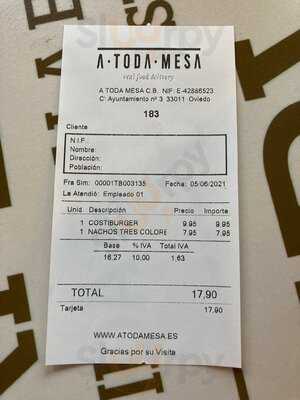 A·TODA·MESA
real food delivery
A TODA MESA C.B. NIF: E-42886523
C/ Ayuntamiento nº 3 33011 Oviedo
183
Cliente
N.I.F.:
Nombre:
Dirección:
Población:
Fra Sim: 00001TB003135 Fecha: 05/06/2021
La Atendió: Empleado 01
Unid. Descripción Precio Importe
1 COSTIBURGER 9.95 9.95
1 NACHOS TRES COLORE 7.95 7.95
Base % IVA Total IVA
16,27 10,00 1,63
TOTAL 17,90
Tarjeta 17,90
WWW.ATODAMESA.ES
Gracias por su Visita